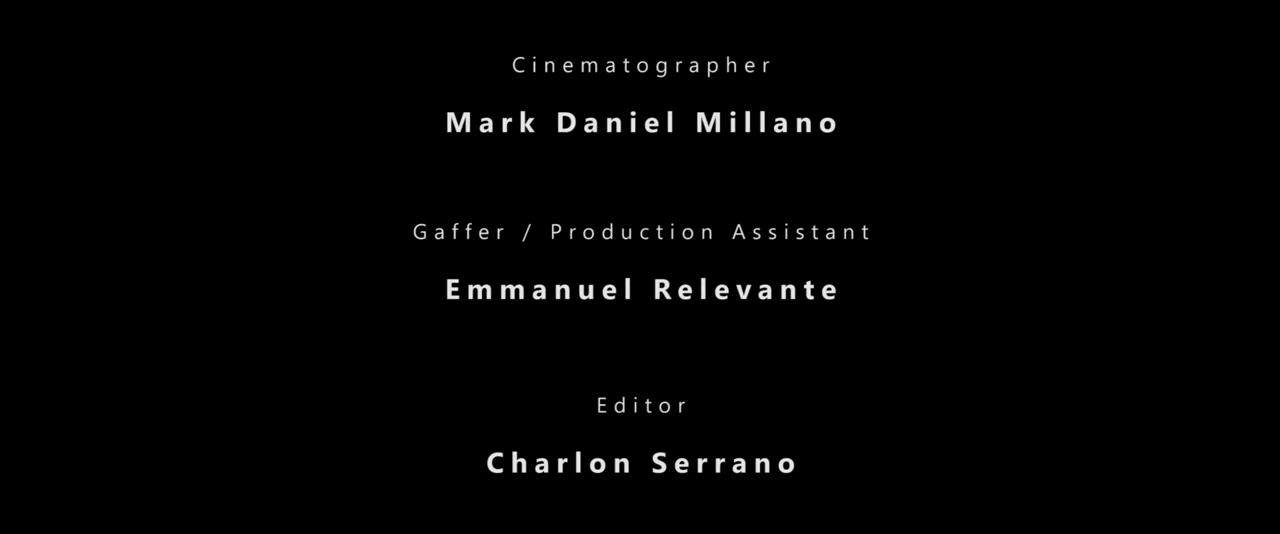 Cinematographer
Mark Daniel Millano
Gaffer / Production Assistant
Emmanuel Relevante
Editor
Charlon Serrano